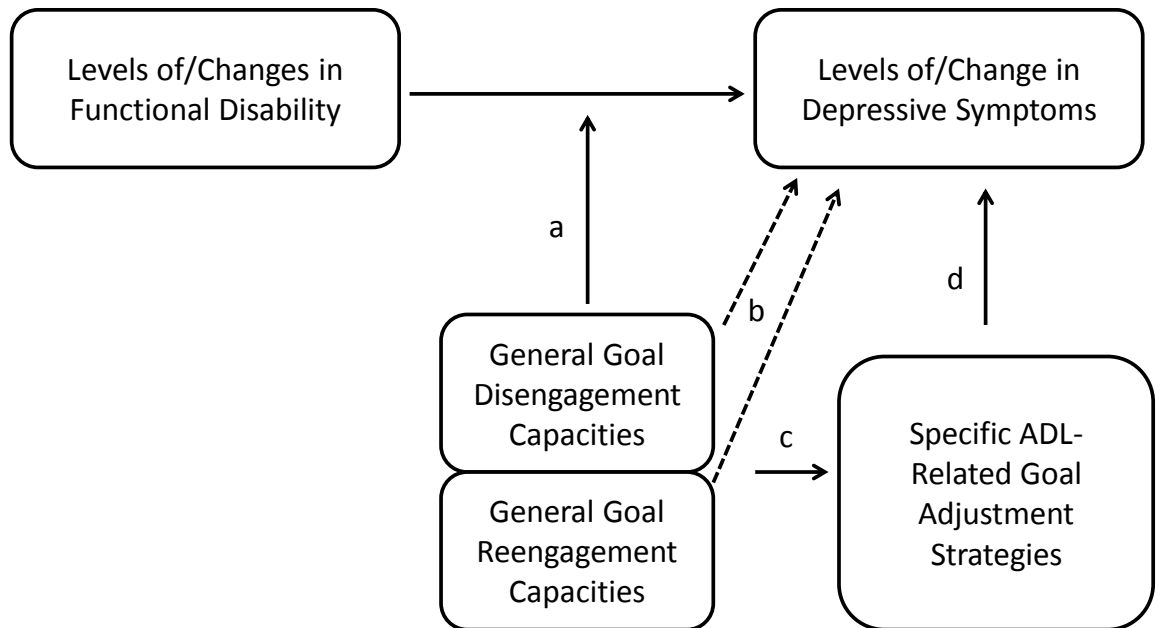 Levels of/Changes in
Functional Disability
Levels of/Change in
Depressive Symptoms
a
b
c
d
General Goal
Disengagement
Capacities
General Goal
Reengagement
Capacities
Specific ADL-
Related Goal
Adjustment
Strategies